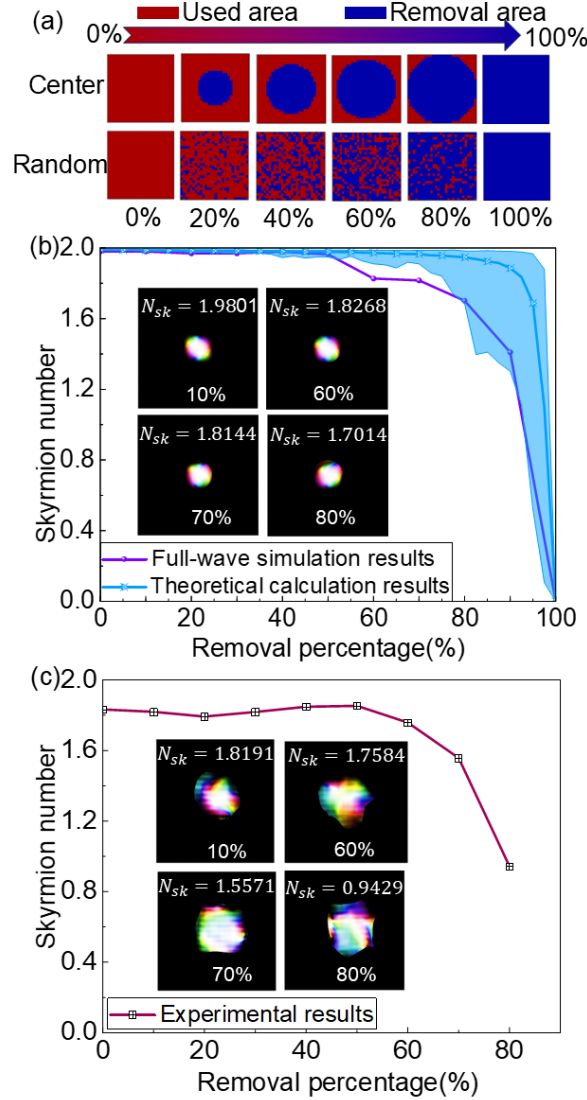 (a)
Used area
Removal area
0%
100%
Center
Random
0%
20%
40%
60%
80%
100%
(b)
2.0
1.6
1.2
0.8
0.4
0.0
Skyrmion number
N_sk = 1.9801
10%
N_sk = 1.8268
60%
N_sk = 1.8144
70%
N_sk = 1.7014
80%
Full-wave simulation results
Theoretical calculation results
0 20 40 60 80 100
Removal percentage(%)
(c)
2.0
1.6
1.2
0.8
0.4
0.0
Skyrmion number
N_sk = 1.8191
10%
N_sk = 1.7584
60%
N_sk = 1.5571
70%
N_sk = 0.9429
80%
Experimental results
0 20 40 60 80
Removal percentage(%)